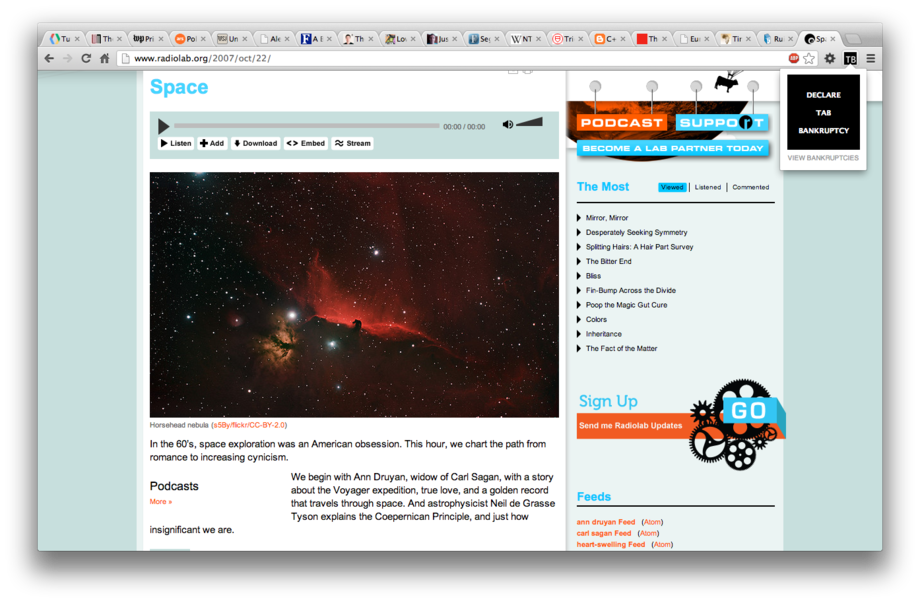 Tu
Th
Pri
Pol
Un
Ale
A E
Th
Lov
Jus
Se
NT
Tri
C+
Th
Eur
Tir
Ru
Sp
www.radiolab.org/2007/oct/22/
TB
DECLARE
TAB
BANKRUPTCY
VIEW BANKRUPTCIES
Space
00:00 / 00:00
Listen
Add
Download
Embed
Stream
Horsehead nebula (s5By/flickr/CC-BY-2.0)
In the 60's, space exploration was an American obsession. This hour, we chart the path from
romance to increasing cynicism.
Podcasts
More »
We begin with Ann Druyan, widow of Carl Sagan, with a story
about the Voyager expedition, true love, and a golden record
that travels through space. And astrophysicist Neil de Grasse
Tyson explains the Coepernican Principle, and just how
insignificant we are.
PODCAST
SUPPORT
BECOME A LAB PARTNER TODAY
The Most
Viewed | Listened | Commented
Mirror, Mirror
Desperately Seeking Symmetry
Splitting Hairs: A Hair Part Survey
The Bitter End
Bliss
Fin-Bump Across the Divide
Poop the Magic Gut Cure
Colors
Inheritance
The Fact of the Matter
Sign Up
GO
Send me Radiolab Updates
Feeds
ann druyan Feed (Atom)
carl sagan Feed (Atom)
heart-swelling Feed (Atom)